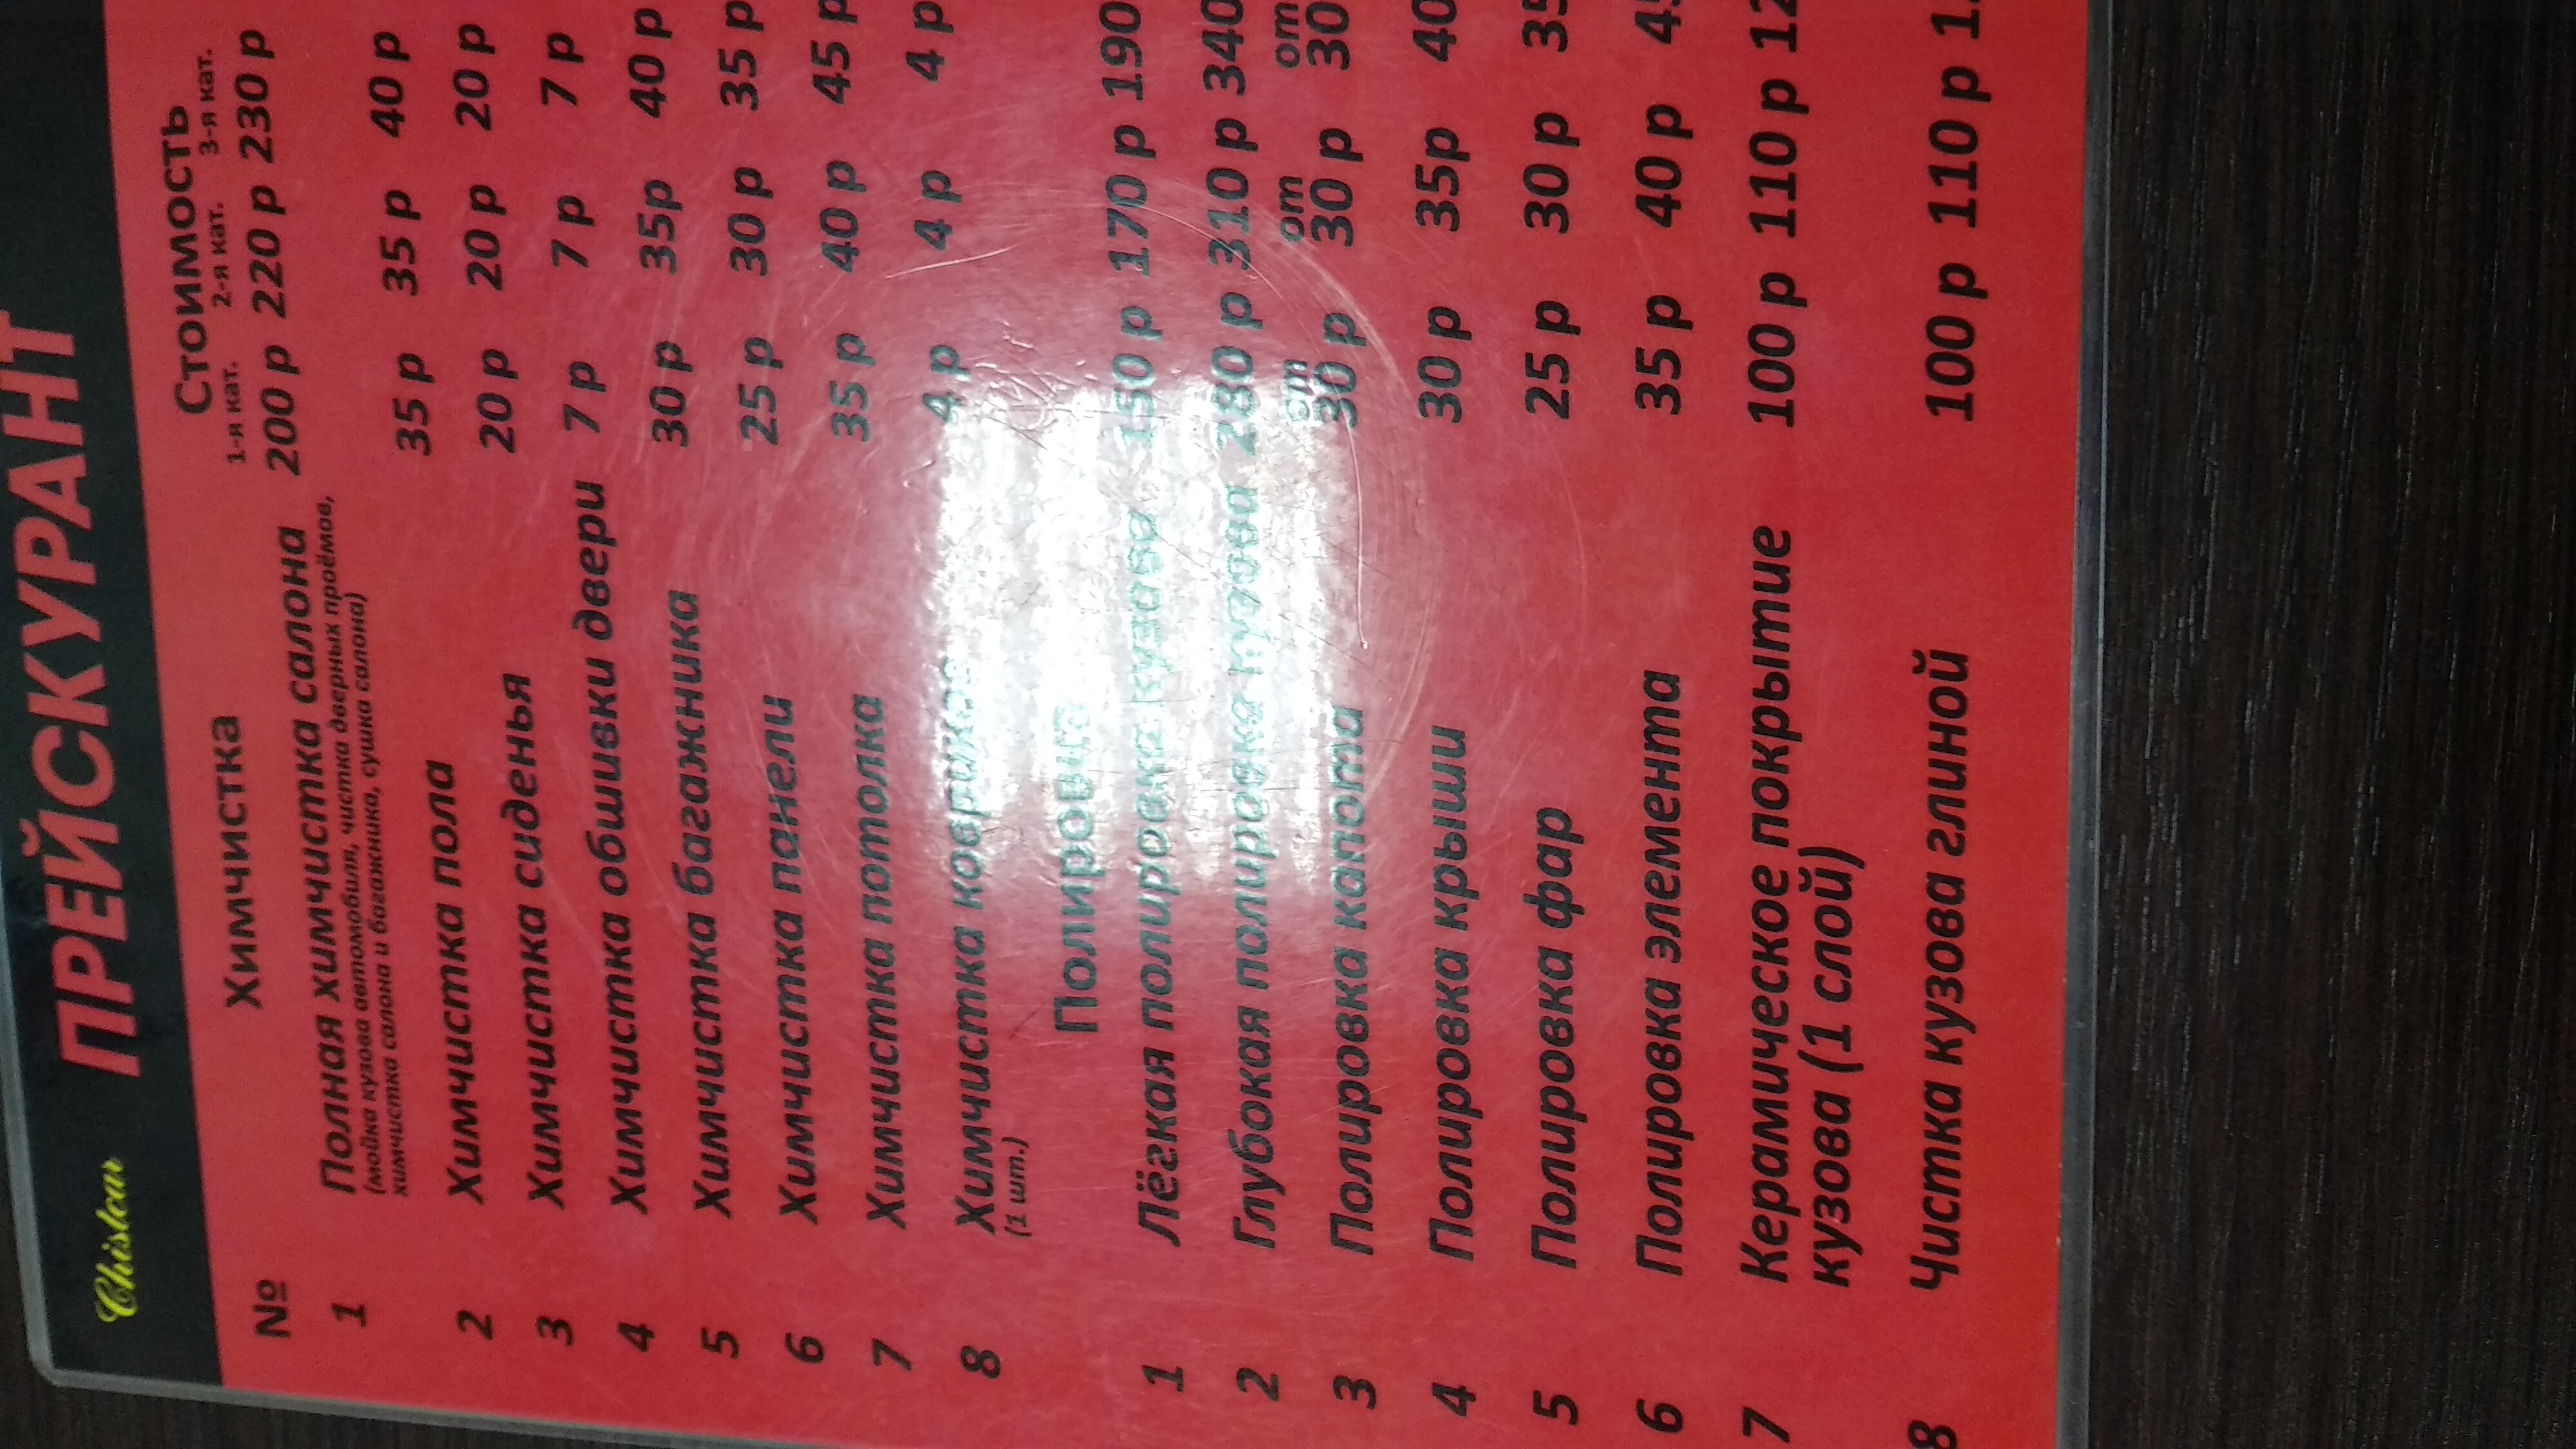 Chistcar ПРЕЙСКУРАНТ
Стоимость
№ Химчистка 1-я кат. 2-я кат. 3-я кат.
1 Полная химчистка салона 200 р 220 р 230 р
(мойка кузова автомобиля, чистка дверных проёмов,
химчистка салона и багажника, сушка салона)
2 Химчистка пола 35 р 35 р 40 р
3 Химчистка сиденья 20 р 20 р 20 р
4 Химчистка обшивки двери 7 р 7 р 7 р
5 Химчистка багажника 30 р 35р 40 р
6 Химчистка панели 25 р 30 р 35 р
7 Химчистка потолка 35 р 40 р 45 р
8 Химчистка ковриков 4 р 4 р 4 р
(1 шт.)
Полировка
1 Лёгкая полировка кузова 150 р 170 р 190
2 Глубокая полировка кузова 280 р 310 р 340
от от от
3 Полировка капота 30 р 30 р 30
4 Полировка крыши 30 р 35р 40
5 Полировка фар 25 р 30 р 35
6 Полировка элемента 35 р 40 р
7 Керамическое покрытие 100 р 110 р
кузова (1 слой)
8 Чистка кузова глиной 100 р 110 р